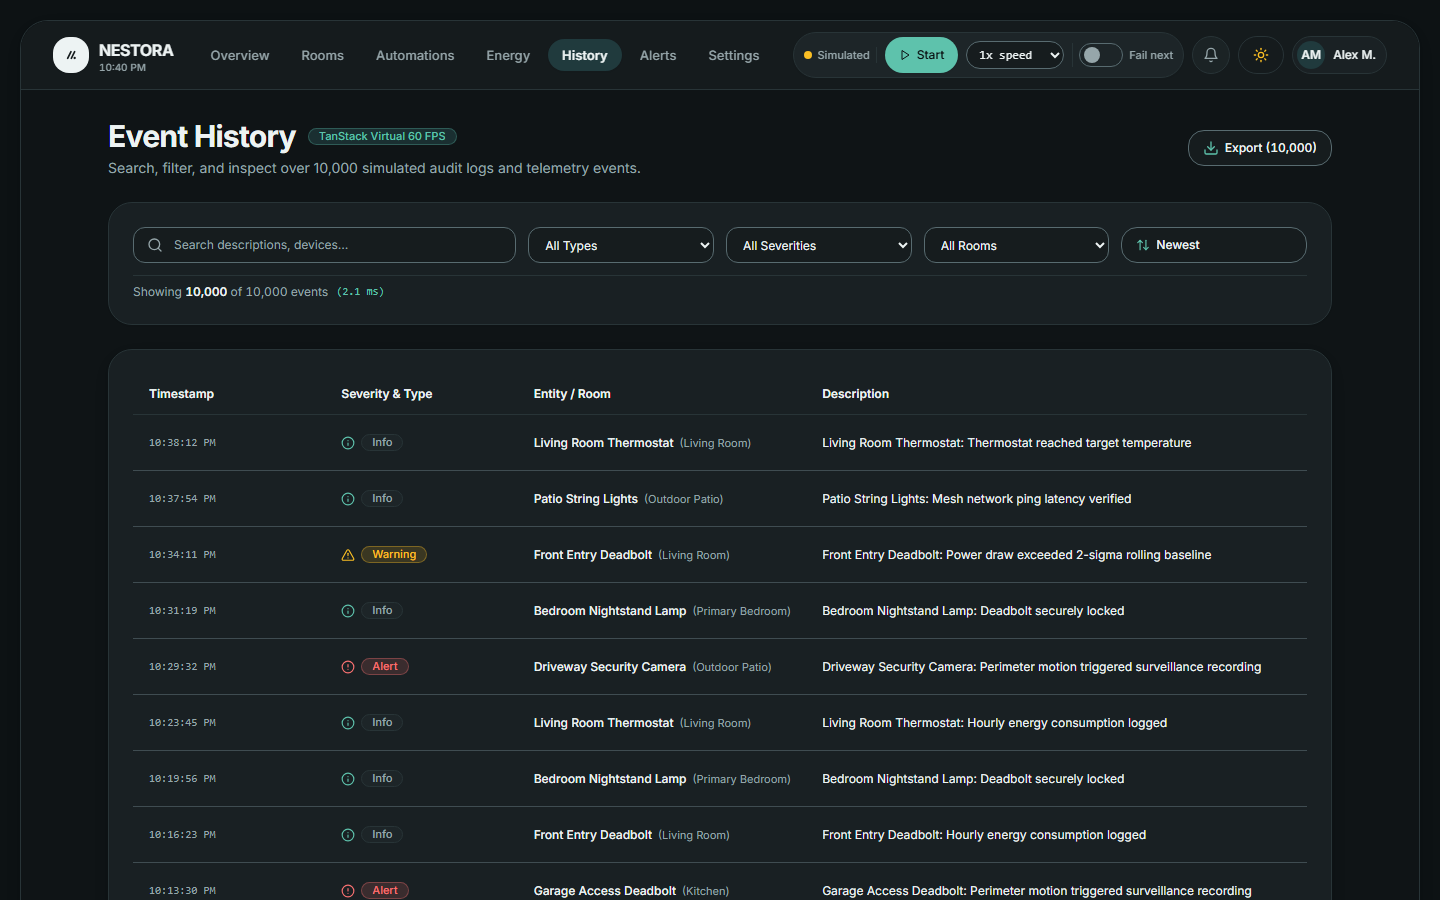 NESTORA
10:40 PM
Overview
Rooms
Automations
Energy
History
Alerts
Settings
Simulated
Start
1x speed
Fail next
AM
Alex M.
Event History
TanStack Virtual 60 FPS
Search, filter, and inspect over 10,000 simulated audit logs and telemetry events.
Export (10,000)
Search descriptions, devices...
All Types
All Severities
All Rooms
Newest
Showing 10,000 of 10,000 events (2.1 ms)
Timestamp Severity & Type Entity / Room Description
10:38:12 PM Info Living Room Thermostat (Living Room) Living Room Thermostat: Thermostat reached target temperature
10:37:54 PM Info Patio String Lights (Outdoor Patio) Patio String Lights: Mesh network ping latency verified
10:34:11 PM Warning Front Entry Deadbolt (Living Room) Front Entry Deadbolt: Power draw exceeded 2-sigma rolling baseline
10:31:19 PM Info Bedroom Nightstand Lamp (Primary Bedroom) Bedroom Nightstand Lamp: Deadbolt securely locked
10:29:32 PM Alert Driveway Security Camera (Outdoor Patio) Driveway Security Camera: Perimeter motion triggered surveillance recording
10:23:45 PM Info Living Room Thermostat (Living Room) Living Room Thermostat: Hourly energy consumption logged
10:19:56 PM Info Bedroom Nightstand Lamp (Primary Bedroom) Bedroom Nightstand Lamp: Deadbolt securely locked
10:16:23 PM Info Front Entry Deadbolt (Living Room) Front Entry Deadbolt: Hourly energy consumption logged
10:13:30 PM Alert Garage Access Deadbolt (Kitchen) Garage Access Deadbolt: Perimeter motion triggered surveillance recording